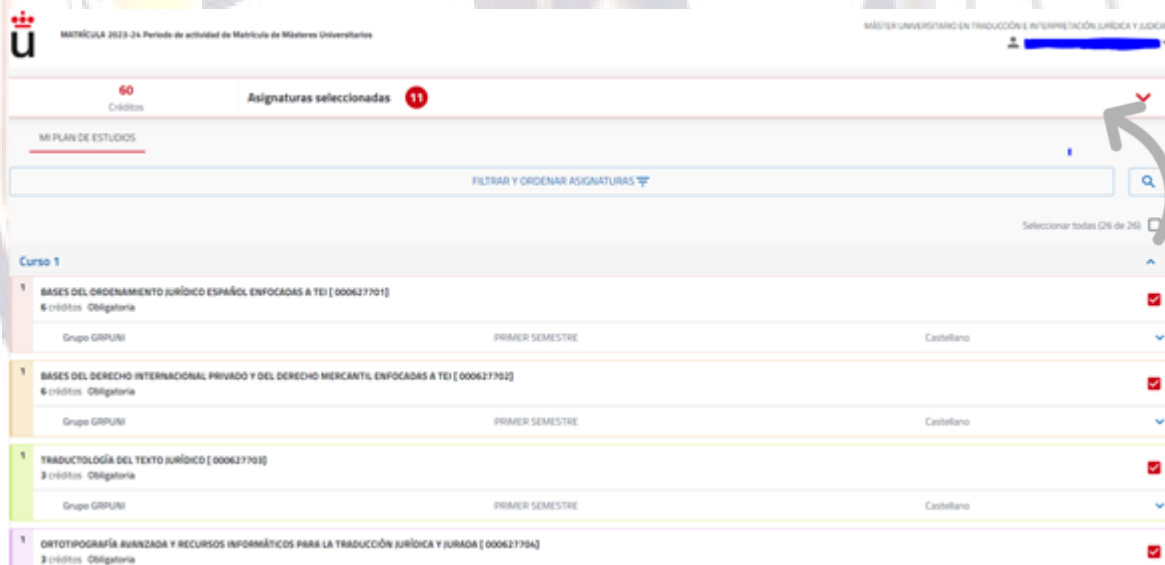 ü
MATRÍCULA 2023-24 Periodo de actividad de Matrícula de Másteres Universitarios
MÁSTER UNIVERSITARIO EN TRADUCCIÓN E INTERPRETACIÓN JURÍDICA Y JUDICIA
60
Créditos
Asignaturas seleccionadas 11
MI PLAN DE ESTUDIOS
FILTRAR Y ORDENAR ASIGNATURAS
Seleccionar todas (26 de 26)
Curso 1
1 BASES DEL ORDENAMIENTO JURÍDICO ESPAÑOL ENFOCADAS A TEI [ 000627701]
6 créditos Obligatoria
Grupo GRPUNI PRIMER SEMESTRE Castellano
1 BASES DEL DERECHO INTERNACIONAL PRIVADO Y DEL DERECHO MERCANTIL ENFOCADAS A TEI [ 000627702]
6 créditos Obligatoria
Grupo GRPUNI PRIMER SEMESTRE Castellano
1 TRADUCTOLOGÍA DEL TEXTO JURÍDICO [ 000627703]
3 créditos Obligatoria
Grupo GRPUNI PRIMER SEMESTRE Castellano
1 ORTOTIPOGRAFÍA AVANZADA Y RECURSOS INFORMÁTICOS PARA LA TRADUCCIÓN JURÍDICA Y JURADA [ 000627704]
3 créditos Obligatoria